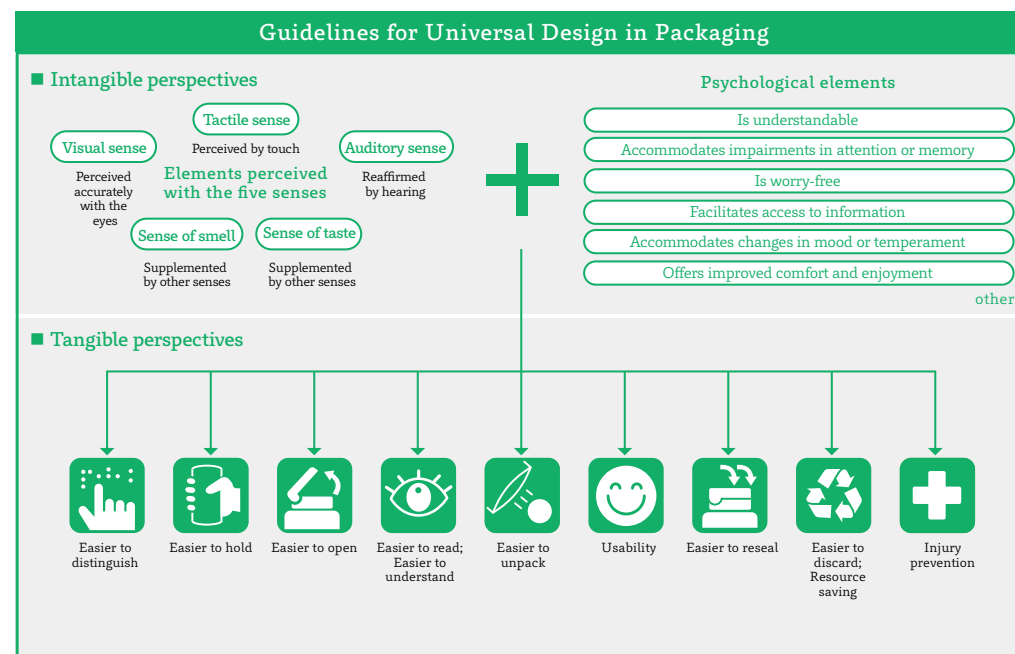 Guidelines for Universal Design in Packaging
Intangible perspectives
Tactile sense
Perceived by touch
Visual sense
Perceived
accurately
with the
eyes
Auditory sense
Reaffirmed
by hearing
Elements perceived
with the five senses
Sense of smell
Supplemented
by other senses
Sense of taste
Supplemented
by other senses
Psychological elements
Is understandable
Accommodates impairments in attention or memory
Is worry-free
Facilitates access to information
Accommodates changes in mood or temperament
Offers improved comfort and enjoyment
other
Tangible perspectives
Easier to
distinguish
Easier to hold
Easier to open
Easier to read;
Easier to
understand
Easier to
unpack
Usability
Easier to reseal
Easier to
discard;
Resource
saving
Injury
prevention